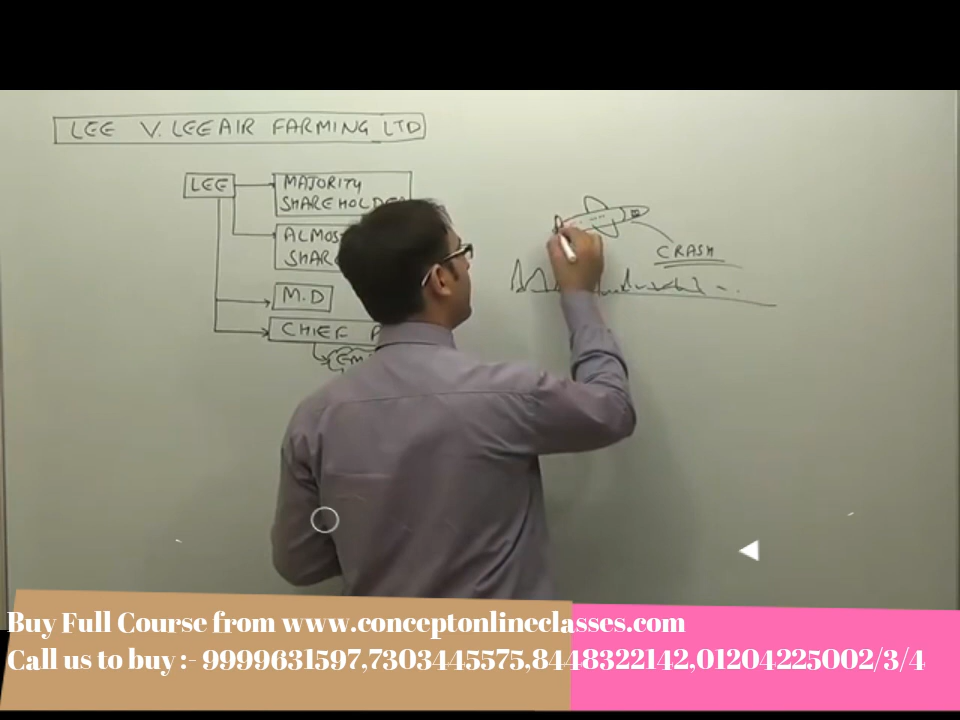 LEE V. LEE AIR FARMING LTD
LEE
MAJORITY
SHAREHOLDER
CRASH
M.D
CHIEF
Buy Full Course from www.conceptonlineclasses.com
Call us to buy :- 9999631597,7303445575,8448322142,01204225002/3/4